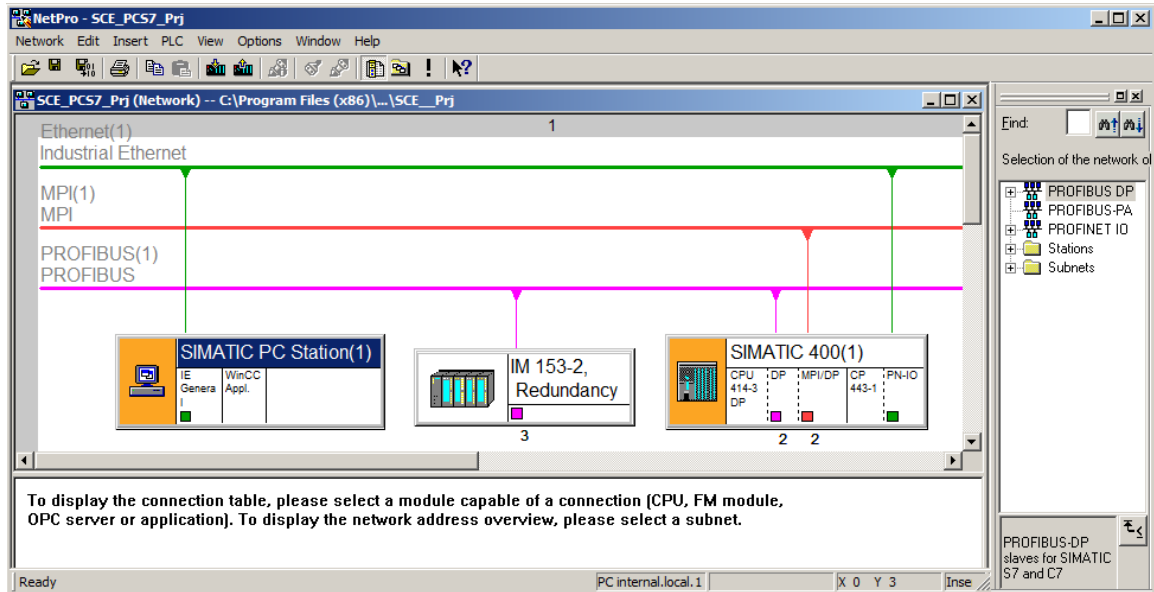 NetPro - SCE_PCS7_Prj
Network Edit Insert PLC View Options Window Help
SCE_PCS7_Prj (Network) -- C:\Program Files (x86)\...\SCE__Prj
1
Ethernet(1)
Industrial Ethernet
MPI(1)
MPI
PROFIBUS(1)
PROFIBUS
SIMATIC PC Station(1)
IE
Genera
l
WinCC
Appl.
IM 153-2,
Redundancy
3
SIMATIC 400(1)
CPU
414-3
DP
DP
MPI/DP
CP
443-1
PN-IO
2 2
To display the connection table, please select a module capable of a connection (CPU, FM module,
OPC server or application). To display the network address overview, please select a subnet.
Find:
Selection of the network ol
PROFIBUS DP
PROFIBUS-PA
PROFINET IO
Stations
Subnets
PROFIBUS-DP
slaves for SIMATIC
S7 and C7
Ready
PC internal.local.1
X 0 Y 3
Inse